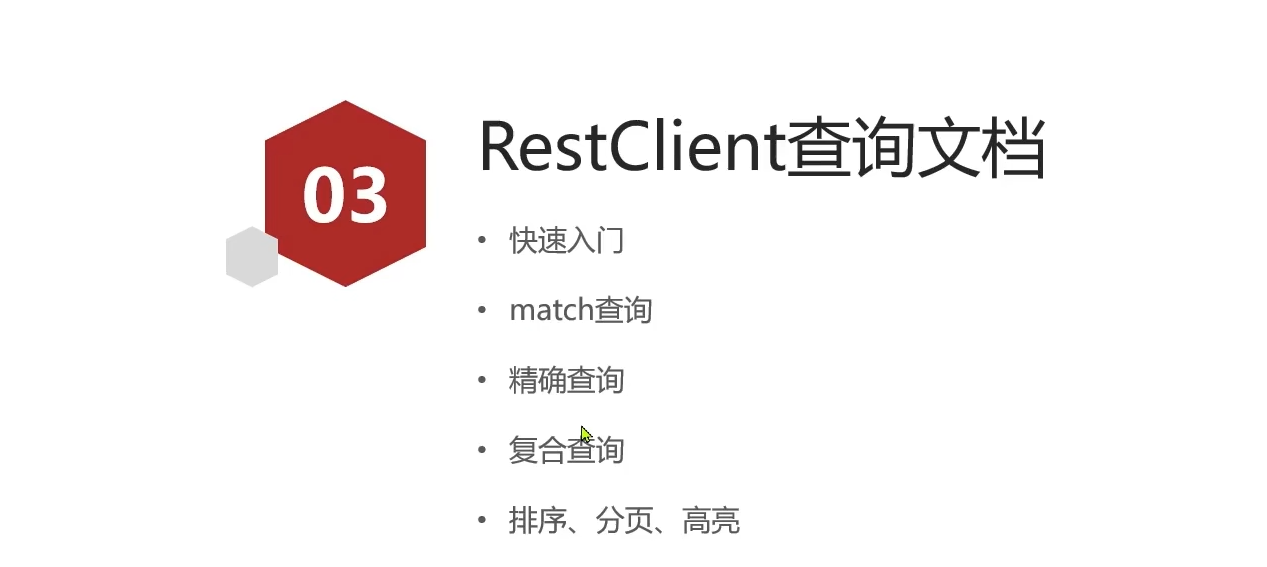 03
RestClient查询文档
• 快速入门
• match查询
• 精确查询
• 复合查询
• 排序、分页、高亮